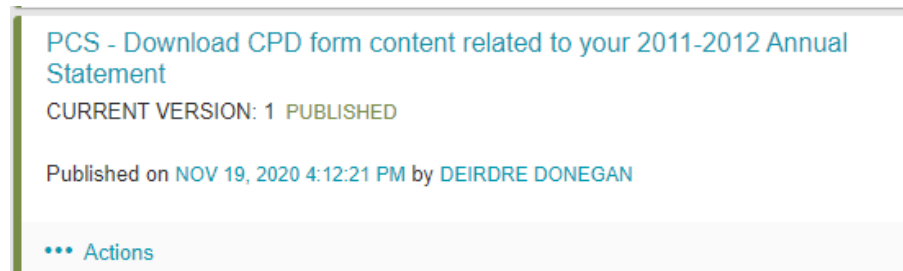 PCS - Download CPD form content related to your 2011-2012 Annual
Statement
CURRENT VERSION: 1 PUBLISHED
Published on NOV 19, 2020 4:12:21 PM by DEIRDRE DONEGAN
••• Actions